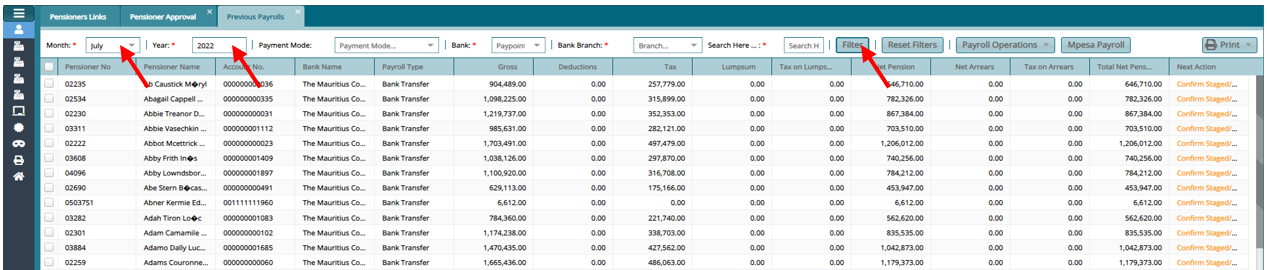 Pensioners Links Pensioner Approval Previous Payrolls
Month: * July Year: * 2022 Payment Mode: Payment Mode... Bank: * Paypoint Bank Branch: * Branch... Search Here ... : * Search H Filter Reset Filters Payroll Operations Mpesa Payroll Print
Pensioner No Pensioner Name Account No. Bank Name Payroll Type Gross Deductions Tax Lumpsum Tax on Lumps... Net Pension Net Arrears Tax on Arrears Total Net Pens... Next Action
02235 Ab Caustick M�ryl 00000000036 The Mauritius Co... Bank Transfer 904,489.00 0.00 257,779.00 0.00 0.00 646,710.00 0.00 0.00 646,710.00 Confirm Staged/...
02534 Abagail Cappell ... 000000000335 The Mauritius Co... Bank Transfer 1,098,225.00 0.00 315,899.00 0.00 0.00 782,326.00 0.00 0.00 782,326.00 Confirm Staged/...
02230 Abbie Treanor D... 000000000031 The Mauritius Co... Bank Transfer 1,219,737.00 0.00 352,353.00 0.00 0.00 867,384.00 0.00 0.00 867,384.00 Confirm Staged/...
03311 Abbie Vasechkin ... 000000001112 The Mauritius Co... Bank Transfer 985,631.00 0.00 282,121.00 0.00 0.00 703,510.00 0.00 0.00 703,510.00 Confirm Staged/...
02222 Abbot Mcettrick ... 000000000023 The Mauritius Co... Bank Transfer 1,703,491.00 0.00 497,479.00 0.00 0.00 1,206,012.00 0.00 0.00 1,206,012.00 Confirm Staged/...
03608 Abby Frith In�s 000000001409 The Mauritius Co... Bank Transfer 1,038,126.00 0.00 297,870.00 0.00 0.00 740,256.00 0.00 0.00 740,256.00 Confirm Staged/...
04096 Abby Lowndsbor... 000000001897 The Mauritius Co... Bank Transfer 1,100,920.00 0.00 316,708.00 0.00 0.00 784,212.00 0.00 0.00 784,212.00 Confirm Staged/...
02690 Abe Stern B�cas... 000000000491 The Mauritius Co... Bank Transfer 629,113.00 0.00 175,166.00 0.00 0.00 453,947.00 0.00 0.00 453,947.00 Confirm Staged/...
05037S1 Abner Kermie Ed... 001111111960 The Mauritius Co... Bank Transfer 6,612.00 0.00 0.00 0.00 0.00 6,612.00 0.00 0.00 6,612.00 Confirm Staged/...
03282 Adah Tiron Lo�c 000000001083 The Mauritius Co... Bank Transfer 784,360.00 0.00 221,740.00 0.00 0.00 562,620.00 0.00 0.00 562,620.00 Confirm Staged/...
02301 Adam Camamile ... 000000000102 The Mauritius Co... Bank Transfer 1,174,238.00 0.00 338,703.00 0.00 0.00 835,535.00 0.00 0.00 835,535.00 Confirm Staged/...
03884 Adamo Dally Luc... 000000001685 The Mauritius Co... Bank Transfer 1,470,435.00 0.00 427,562.00 0.00 0.00 1,042,873.00 0.00 0.00 1,042,873.00 Confirm Staged/...
02259 Adams Couronne... 000000000060 The Mauritius Co... Bank Transfer 1,665,436.00 0.00 486,063.00 0.00 0.00 1,179,373.00 0.00 0.00 1,179,373.00 Confirm Staged/...